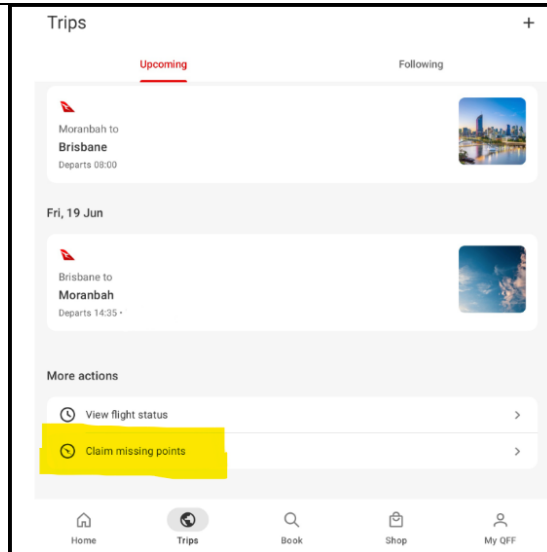 Trips
+
Upcoming
Following
Moranbah to
Brisbane
Departs 08:00
Fri, 19 Jun
Brisbane to
Moranbah
Departs 14:35 •
More actions
View flight status
Claim missing points
Home
Trips
Book
Shop
My QFF